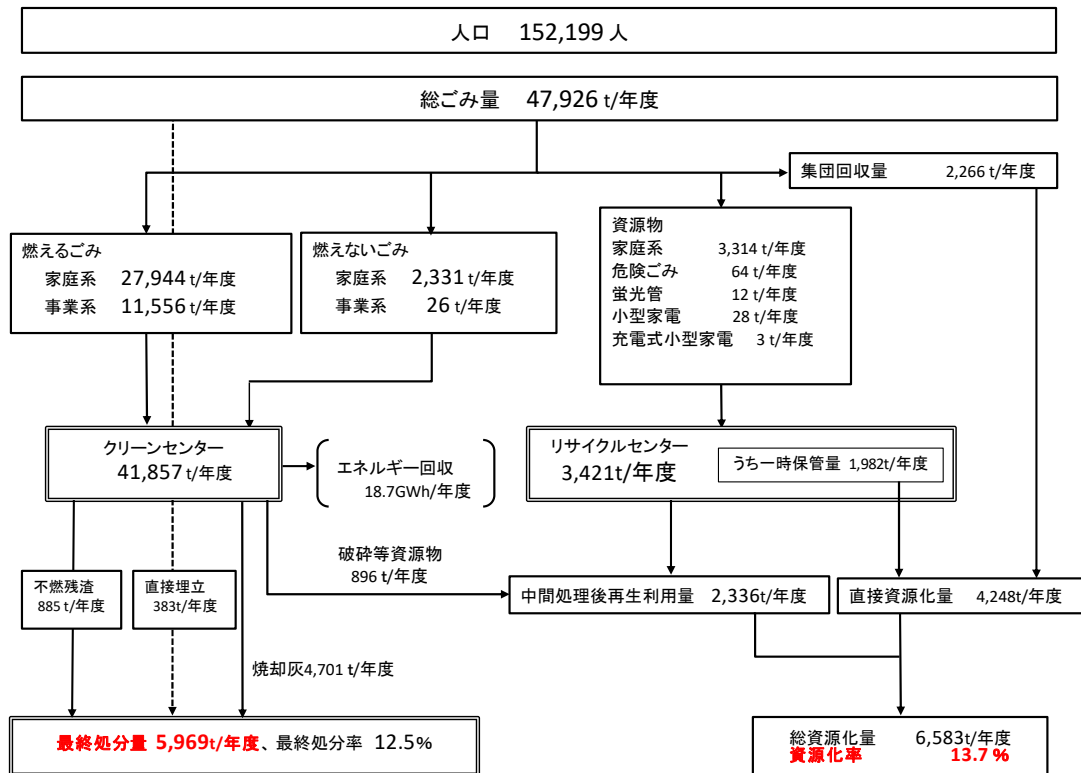 人口 152,199 人
総ごみ量 47,926 t/年度
集団回収量 2,266 t/年度
燃えるごみ
家庭系 27,944 t/年度
事業系 11,556 t/年度
燃えないごみ
家庭系 2,331 t/年度
事業系 26 t/年度
資源物
家庭系 3,314 t/年度
危険ごみ 64 t/年度
蛍光管 12 t/年度
小型家電 28 t/年度
充電式小型家電 3 t/年度
クリーンセンター
41,857 t/年度
エネルギー回収
18.7GWh/年度
リサイクルセンター
3,421t/年度
うち一時保管量 1,982t/年度
破砕等資源物
896 t/年度
不燃残渣
885 t/年度
直接埋立
383t/年度
中間処理後再生利用量 2,336t/年度
直接資源化量 4,248t/年度
焼却灰4,701 t/年度
最終処分量 5,969t/年度、最終処分率 12.5%
総資源化量 6,583t/年度
資源化率 13.7 %